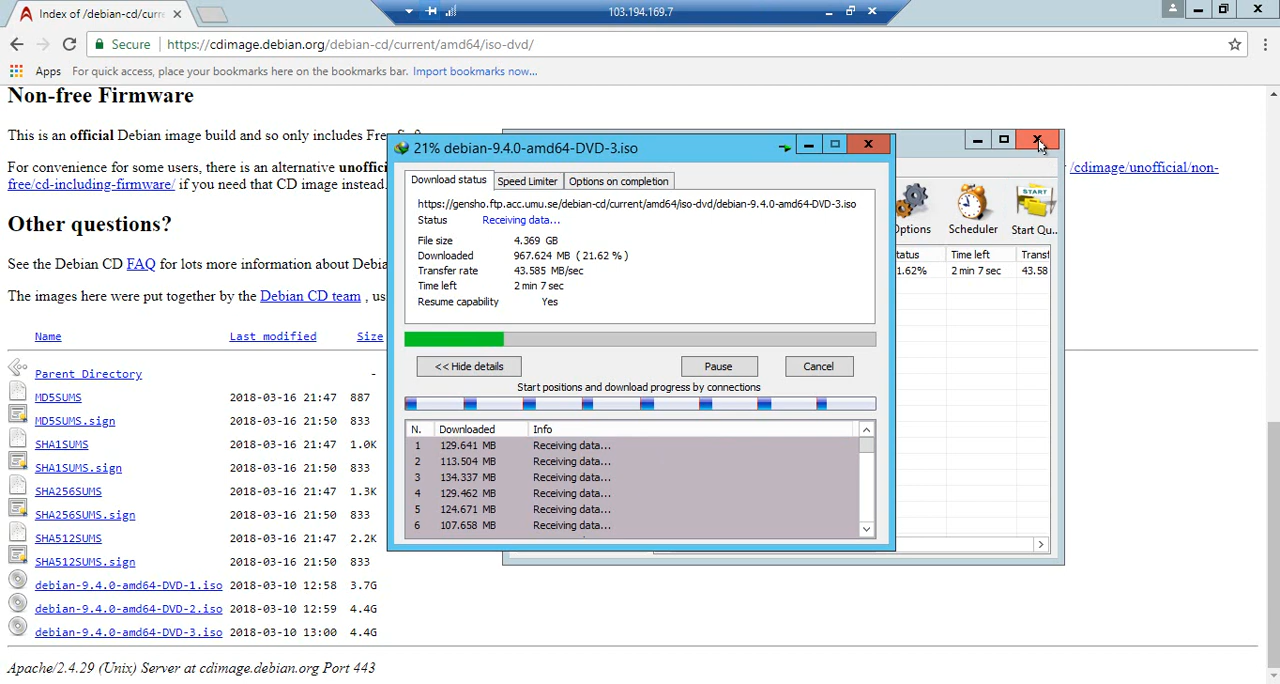 Index of /debian-cd/curre
103.194.169.7
Secure
https://cdimage.debian.org/debian-cd/current/amd64/iso-dvd/
Apps For quick access, place your bookmarks here on the bookmarks bar. Import bookmarks now...
Non-free Firmware
This is an official Debian image build and so only includes Free
For convenience for some users, there is an alternative unoffici
/cdimage/unofficial/non-
free/cd-including-firmware/ if you need that CD image instead.
Other questions?
See the Debian CD FAQ for lots more information about Debia
The images here were put together by the Debian CD team , us
Name Last modified Size
Parent Directory -
MD5SUMS 2018-03-16 21:47 887
MD5SUMS.sign 2018-03-16 21:50 833
SHA1SUMS 2018-03-16 21:47 1.0K
SHA1SUMS.sign 2018-03-16 21:50 833
SHA256SUMS 2018-03-16 21:47 1.3K
SHA256SUMS.sign 2018-03-16 21:50 833
SHA512SUMS 2018-03-16 21:47 2.2K
SHA512SUMS.sign 2018-03-16 21:50 833
debian-9.4.0-amd64-DVD-1.iso 2018-03-10 12:58 3.7G
debian-9.4.0-amd64-DVD-2.iso 2018-03-10 12:59 4.4G
debian-9.4.0-amd64-DVD-3.iso 2018-03-10 13:00 4.4G
Apache/2.4.29 (Unix) Server at cdimage.debian.org Port 443
21% debian-9.4.0-amd64-DVD-3.iso
Download status Speed Limiter Options on completion
https://gensho.ftp.acc.umu.se/debian-cd/current/amd64/iso-dvd/debian-9.4.0-amd64-DVD-3.iso
Status Receiving data...
File size 4.369 GB
Downloaded 967.624 MB ( 21.62 % )
Transfer rate 43.585 MB/sec
Time left 2 min 7 sec
Resume capability Yes
<< Hide details Pause Cancel
Start positions and download progress by connections
N. Downloaded Info
1 129.641 MB Receiving data...
2 113.504 MB Receiving data...
3 134.337 MB Receiving data...
4 129.462 MB Receiving data...
5 124.671 MB Receiving data...
6 107.658 MB Receiving data...
ptions Scheduler Start Qu..
tatus Time left Transf
1.62% 2 min 7 sec 43.58
START